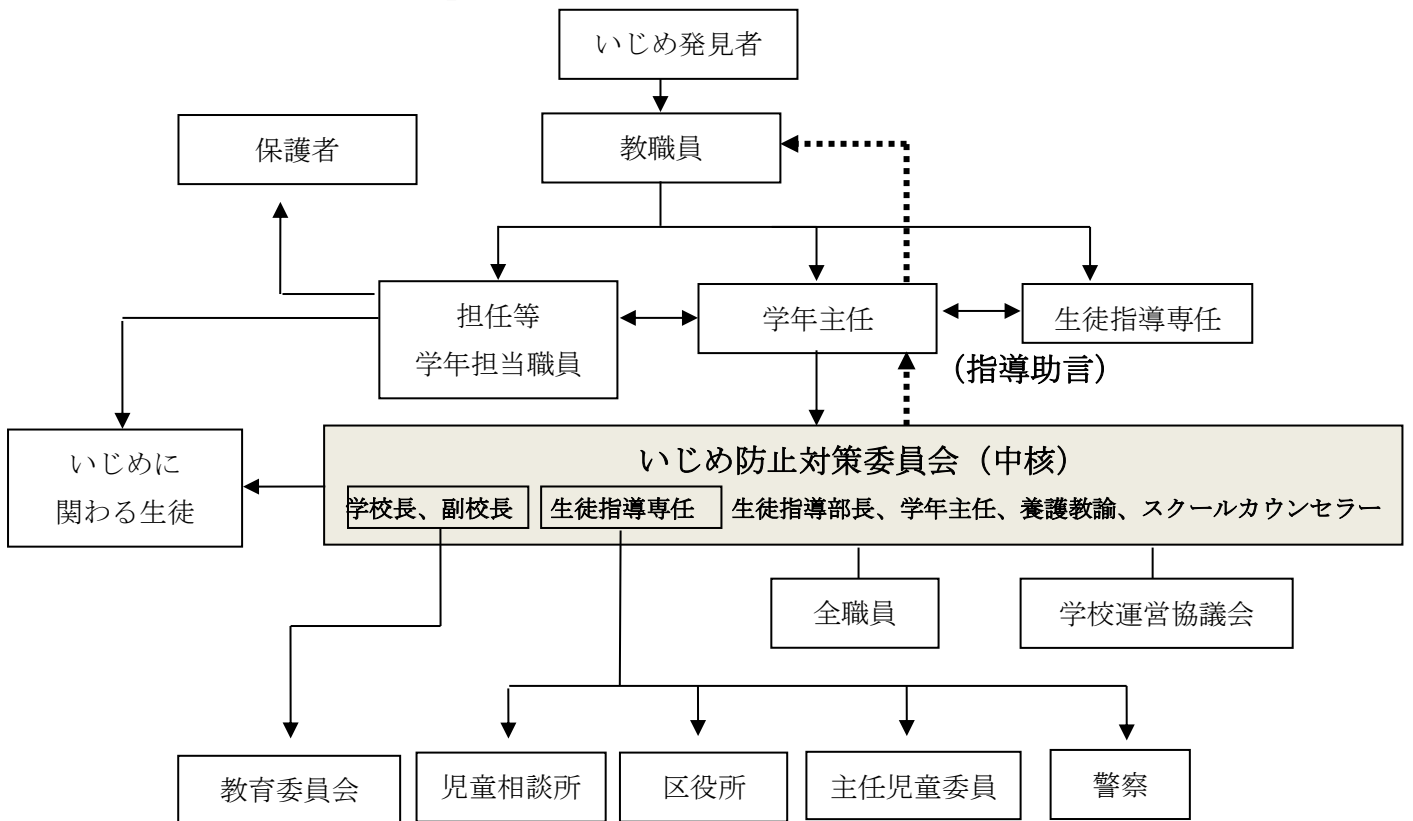 いじめ発見者
保護者
教職員
担任等
学年担当職員
学年主任
生徒指導専任
（指導助言）
いじめに
関わる生徒
いじめ防止対策委員会（中核）
学校長、副校長　生徒指導専任　生徒指導部長、学年主任、養護教諭、スクールカウンセラー
全職員
学校運営協議会
教育委員会
児童相談所
区役所
主任児童委員
警察